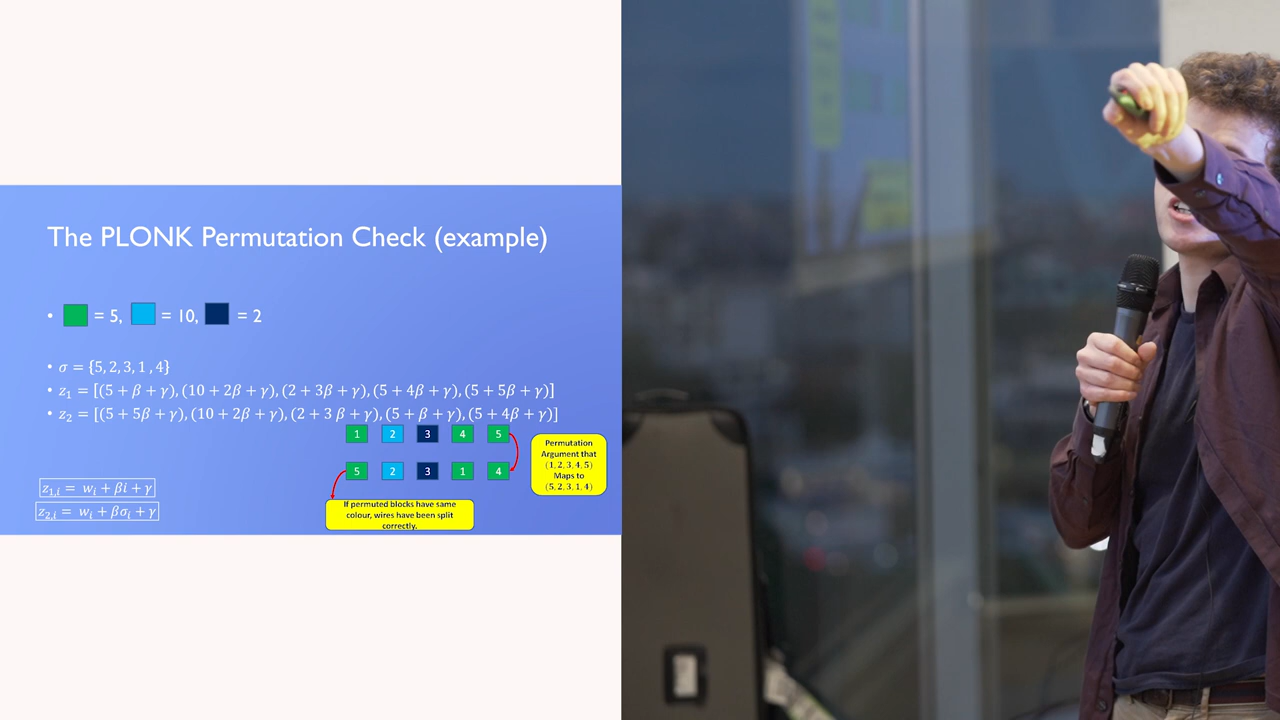 The PLONK Permutation Check (example)
• = 5, = 10, = 2
• σ = {5, 2, 3, 1 , 4}
• z₁ = [(5 + β + γ), (10 + 2β + γ), (2 + 3β + γ), (5 + 4β + γ), (5 + 5β + γ)]
• z₂ = [(5 + 5β + γ), (10 + 2β + γ), (2 + 3 β + γ), (5 + β + γ), (5 + 4β + γ)]
1 2 3 4 5
5 2 3 1 4
Permutation
Argument that
(1, 2, 3, 4, 5)
Maps to
(5, 2, 3, 1, 4)
If permuted blocks have same
colour, wires have been split
correctly.
z₁,ᵢ = wᵢ + βi + γ
z₂,ᵢ = wᵢ + βσᵢ + γ